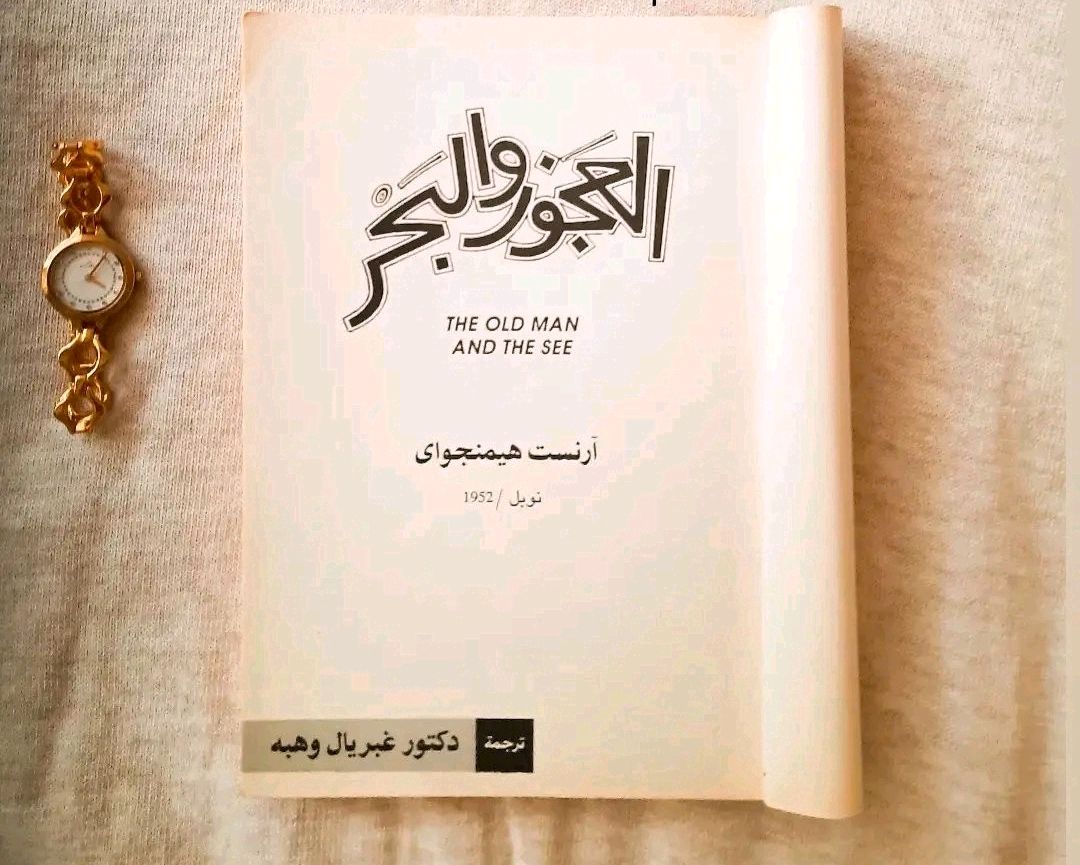 العجوز والبحر
THE OLD MAN
AND THE SEE
آرنست هيمنجواى
نوبل / 1952
ترجمة دكتور غبريال وهبه